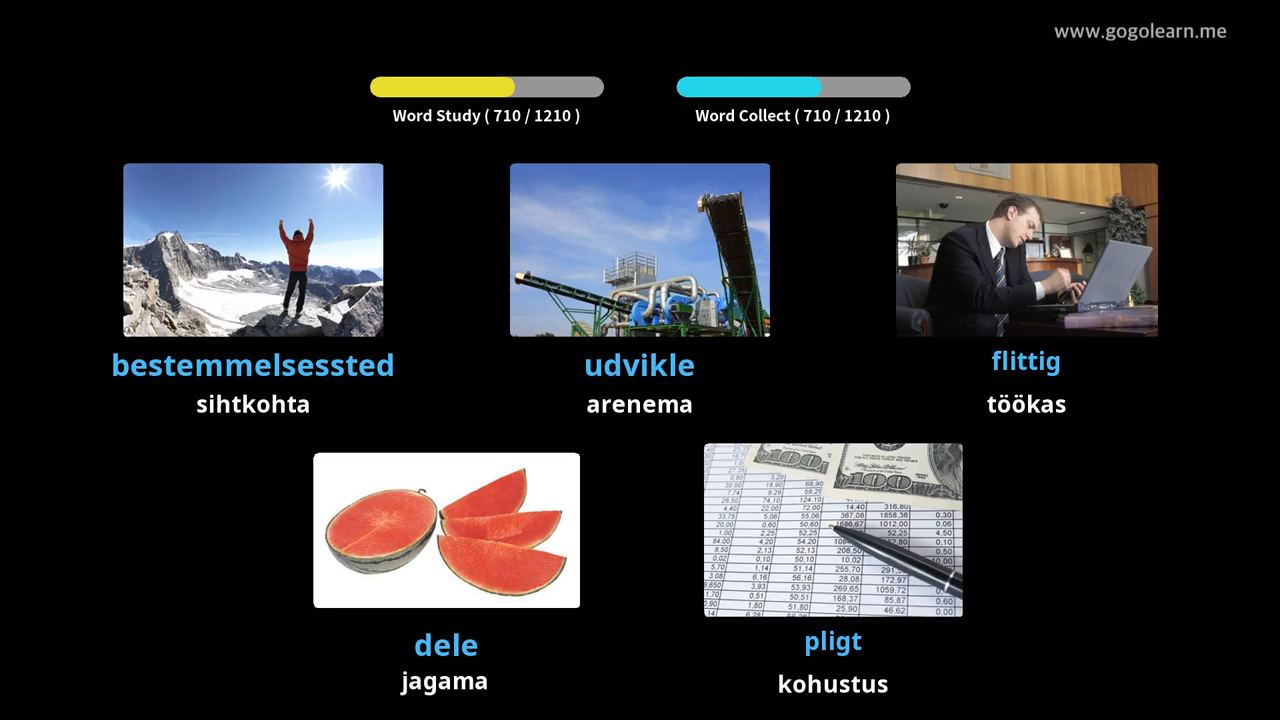 www.gogolearn.me
Word Study ( 710 / 1210 )
Word Collect ( 710 / 1210 )
bestemmelsessted
sihtkohta
udvikle
arenema
flittig
töökas
dele
jagama
pligt
kohustus